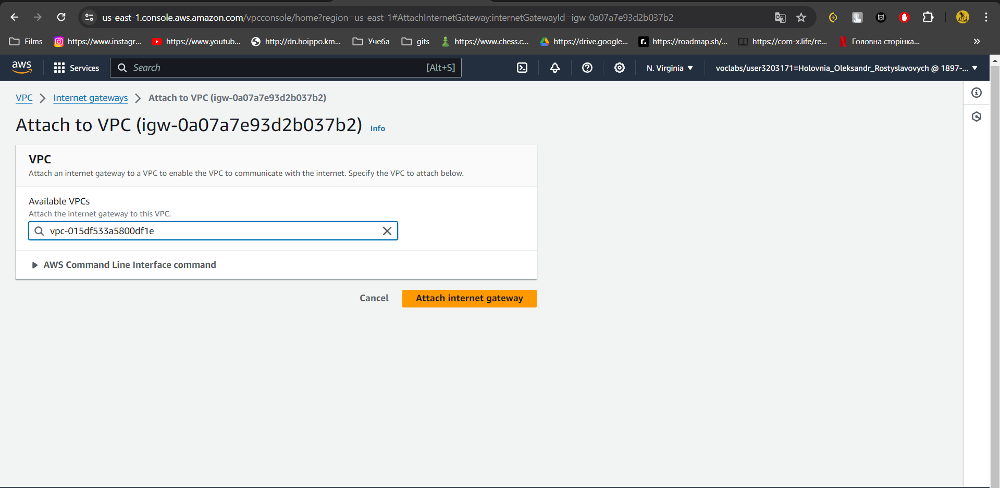 us-east-1.console.aws.amazon.com/vpcconsole/home?region=us-east-1#AttachInternetGateway:internetGatewayId=igw-0a07a7e93d2b037b2
Films https://www.instagr... https://www.youtub... http://dn.hoippo.km... Учеба gits https://www.chess.c... https://drive.google... r. https://roadmap.sh/... https://com-x.life/re... Головна сторінка...
aws Services Search [Alt+S] N. Virginia voclabs/user3203171=Holovnia_Oleksandr_Rostyslavovych @ 1897-...
VPC Internet gateways Attach to VPC (igw-0a07a7e93d2b037b2)
Attach to VPC (igw-0a07a7e93d2b037b2) Info
VPC
Attach an internet gateway to a VPC to enable the VPC to communicate with the internet. Specify the VPC to attach below.
Available VPCs
Attach the internet gateway to this VPC.
vpc-015df533a5800df1e
AWS Command Line Interface command
Cancel Attach internet gateway